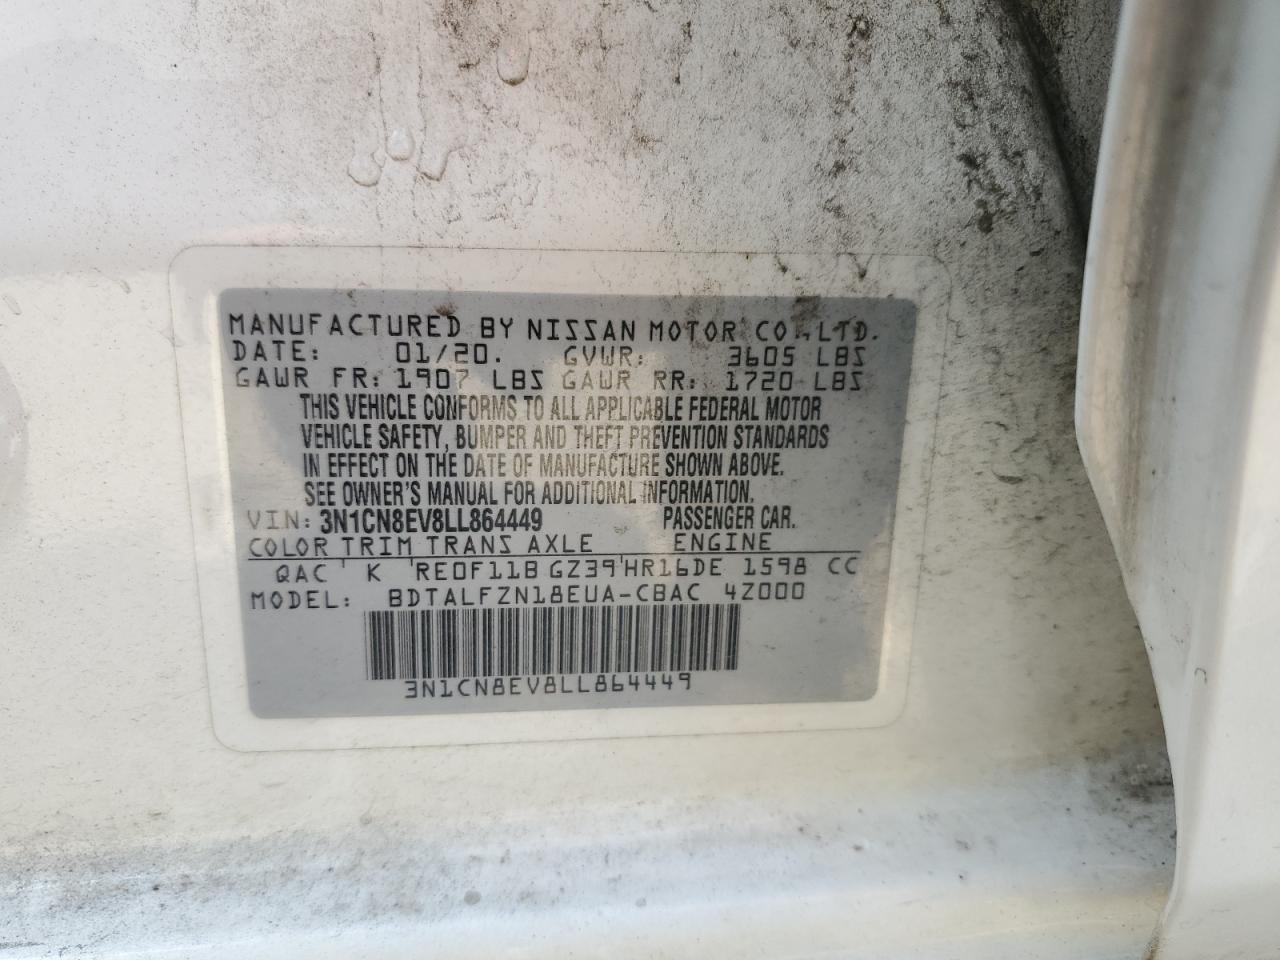 MANUFACTURED BY NISSAN MOTOR CO., LTD.
DATE: 01/20. GVWR: 3605 LBS
GAWR FR: 1907 LBS GAWR RR: 1720 LBS
THIS VEHICLE CONFORMS TO ALL APPLICABLE FEDERAL MOTOR
VEHICLE SAFETY, BUMPER AND THEFT PREVENTION STANDARDS
IN EFFECT ON THE DATE OF MANUFACTURE SHOWN ABOVE.
SEE OWNER'S MANUAL FOR ADDITIONAL INFORMATION.
VIN: 3N1CN8EV8LL864449 PASSENGER CAR.
COLOR TRIM TRANS AXLE ENGINE
QAC ' K 'RE0F11B GZ39'HR16DE 1598 CC
MODEL: BDTALFZN18EUA-CBAC 4Z000
3N1CN8EV8LL864449